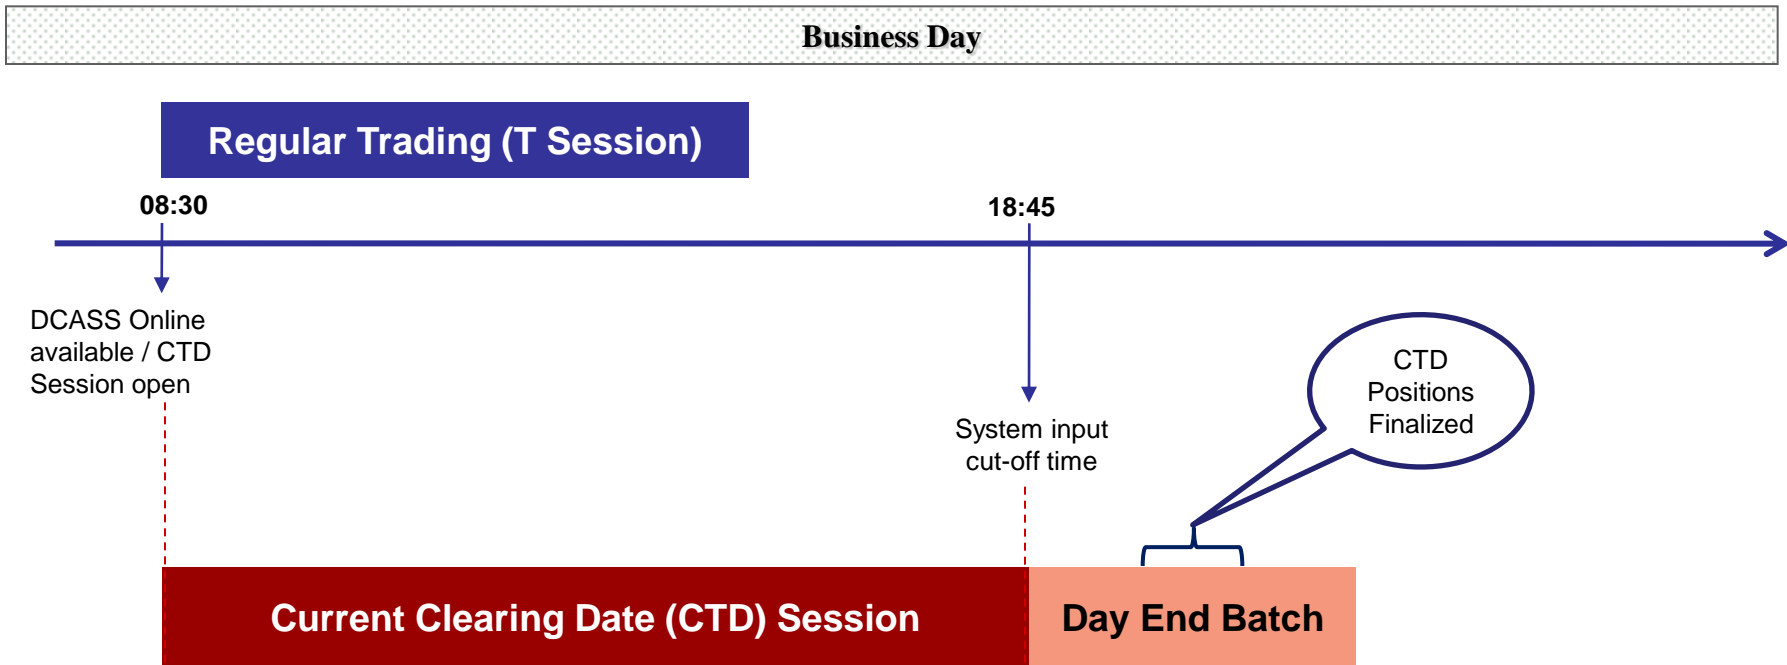 Business Day
Regular Trading (T Session)
08:30
18:45
DCASS Online
available / CTD
Session open
System input
cut-off time
CTD
Positions
Finalized
Current Clearing Date (CTD) Session
Day End Batch